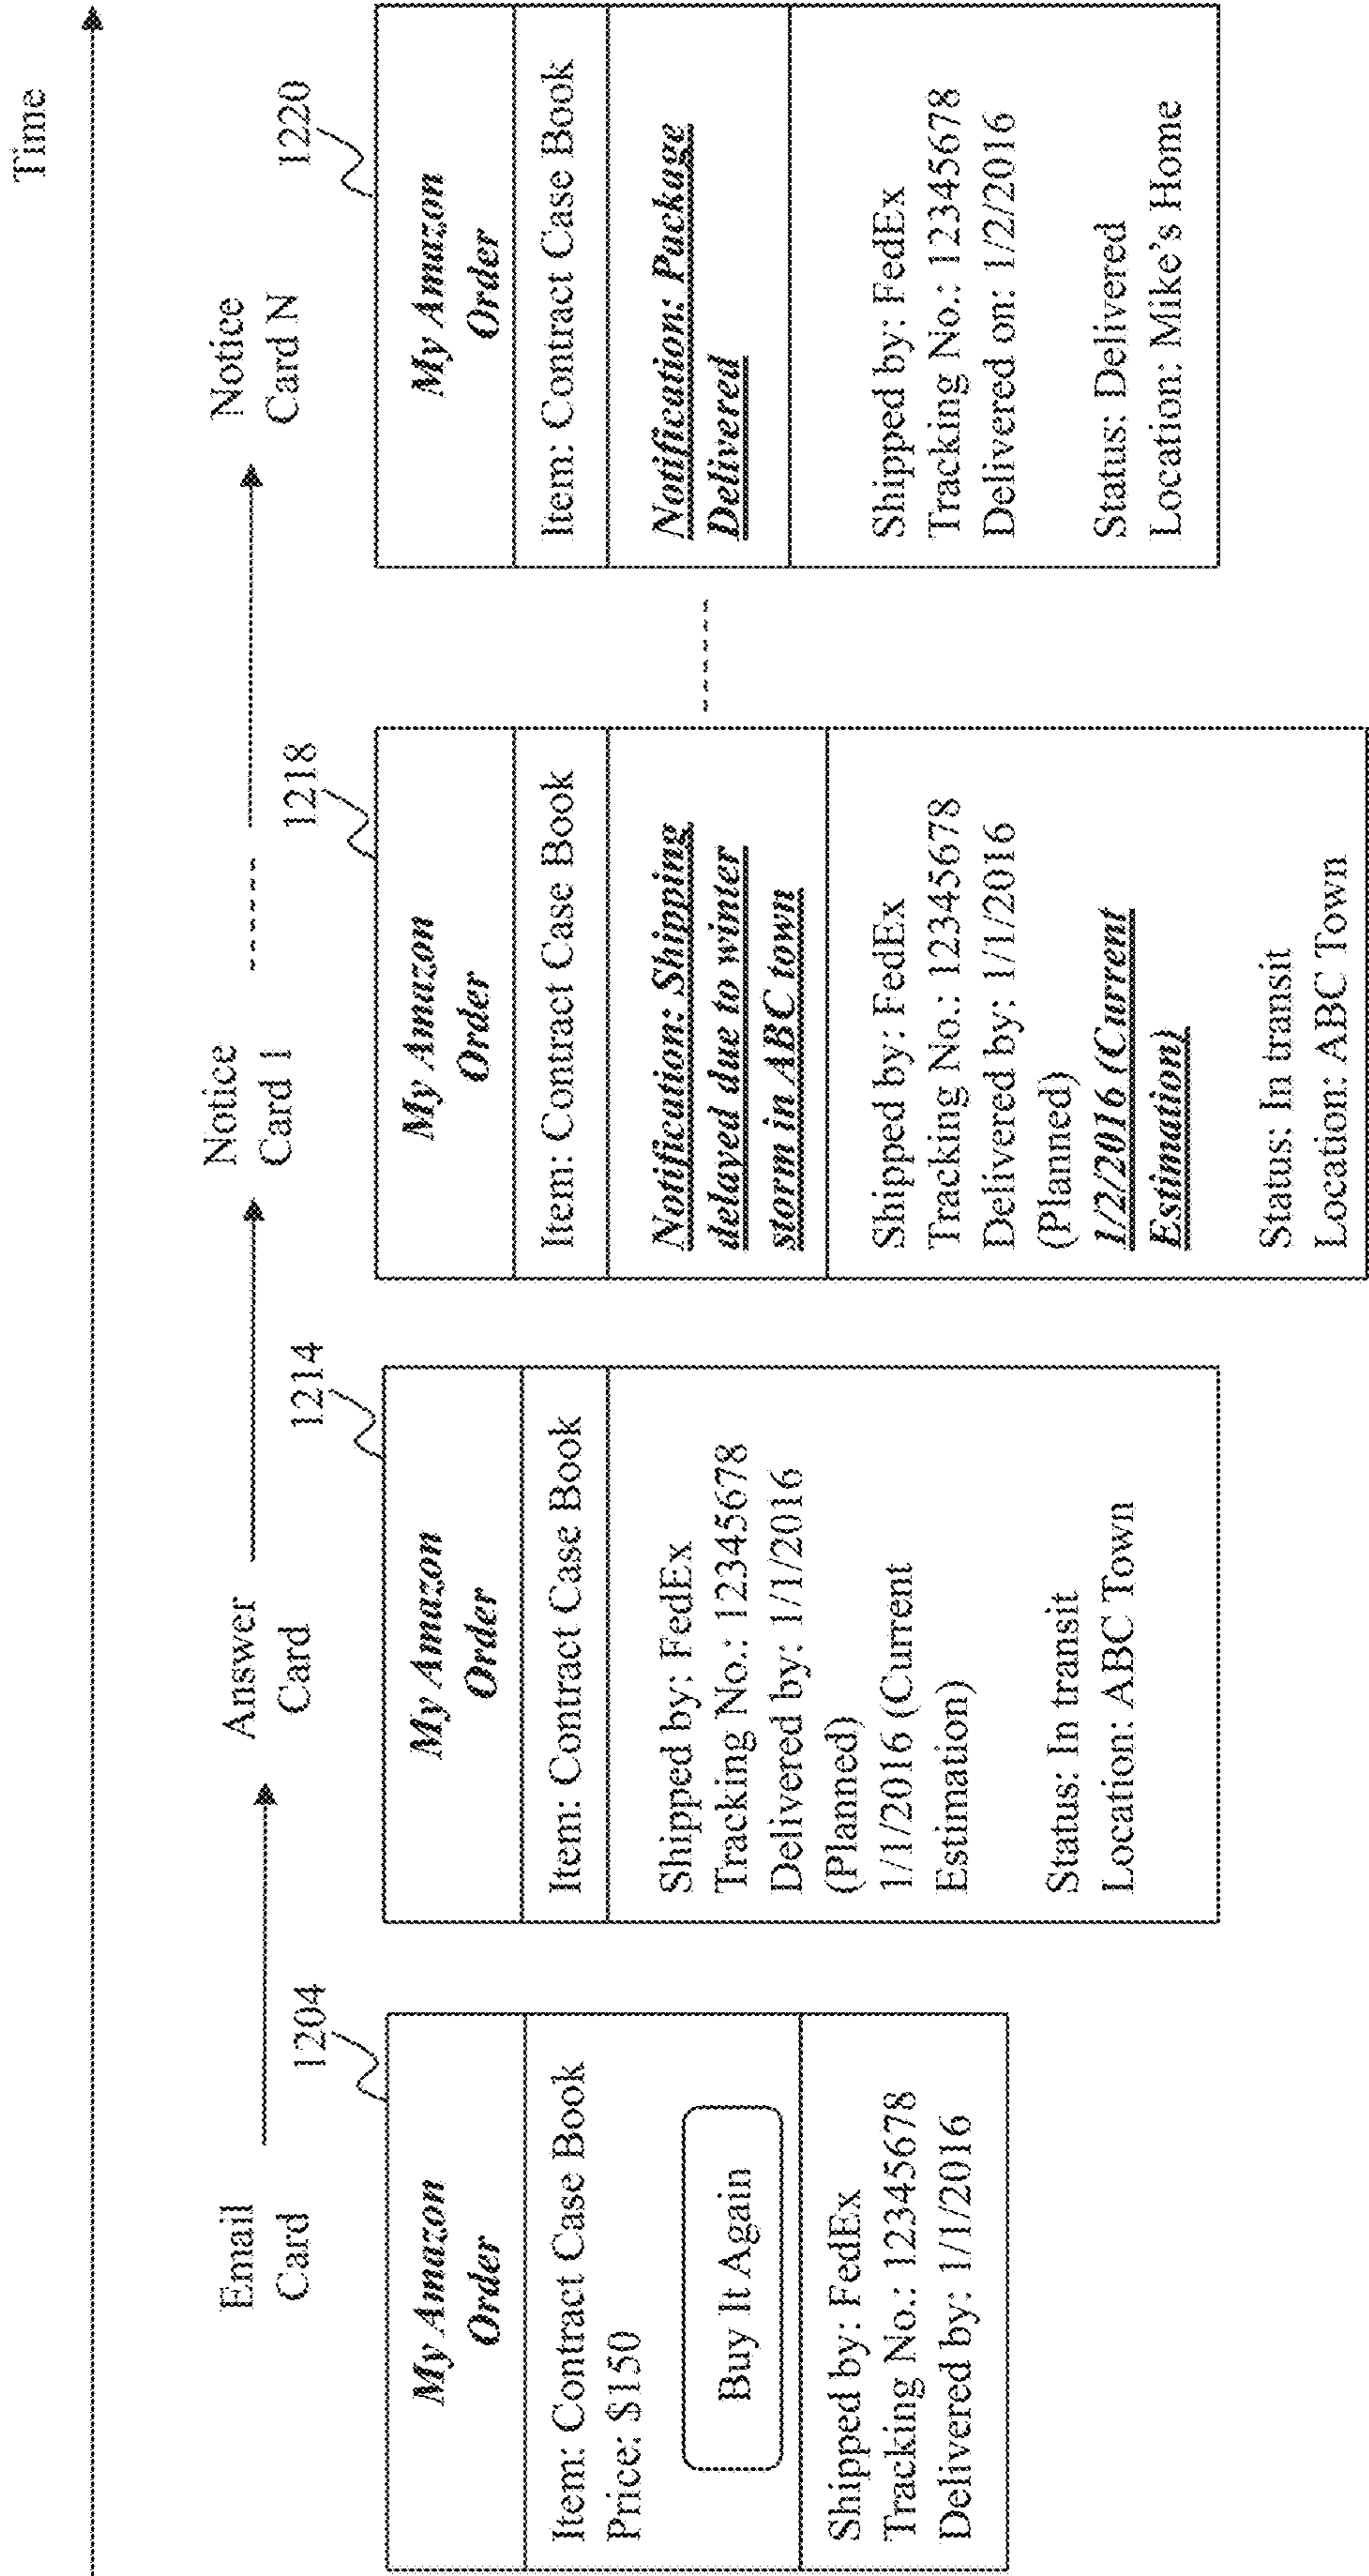 Time
Email
Card
Answer
Card
Notice
Card 1
Notice
Card N
1204
My Amazon
Order
Item: Contract Case Book
Price: $150
Buy It Again
Shipped by: FedEx
Tracking No.: 12345678
Delivered by: 1/1/2016
1214
My Amazon
Order
Item: Contract Case Book
Shipped by: FedEx
Tracking No.: 12345678
Delivered by: 1/1/2016
(Planned)
1/1/2016 (Current
Estimation)
Status: In transit
Location: ABC Town
1218
My Amazon
Order
Item: Contract Case Book
Notification: Shipping
delayed due to winter
storm in ABC town
Shipped by: FedEx
Tracking No.: 12345678
Delivered by: 1/1/2016
(Planned)
1/2/2016 (Current
Estimation)
Status: In transit
Location: ABC Town
1220
My Amazon
Order
Item: Contract Case Book
Notification: Package
Delivered
Shipped by: FedEx
Tracking No.: 12345678
Delivered on: 1/2/2016
Status: Delivered
Location: Mike's Home